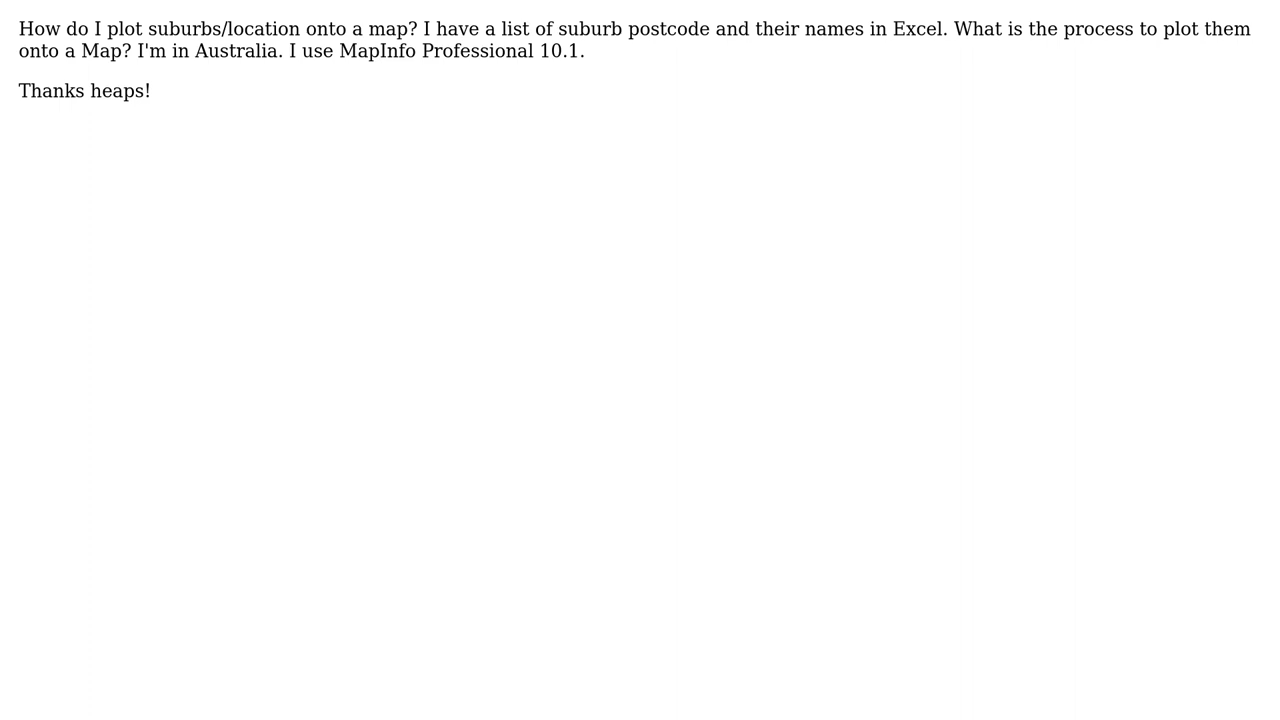 How do I plot suburbs/location onto a map? I have a list of suburb postcode and their names in Excel. What is the process to plot them
onto a Map? I'm in Australia. I use MapInfo Professional 10.1.
Thanks heaps!